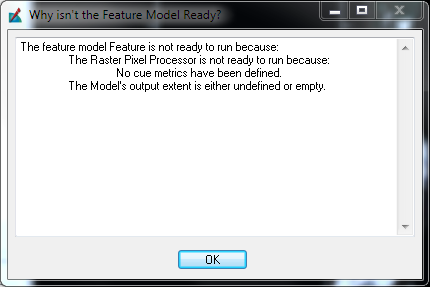 Why isn't the Feature Model Ready?
The feature model Feature is not ready to run because:
The Raster Pixel Processor is not ready to run because:
No cue metrics have been defined.
The Model's output extent is either undefined or empty.
OK